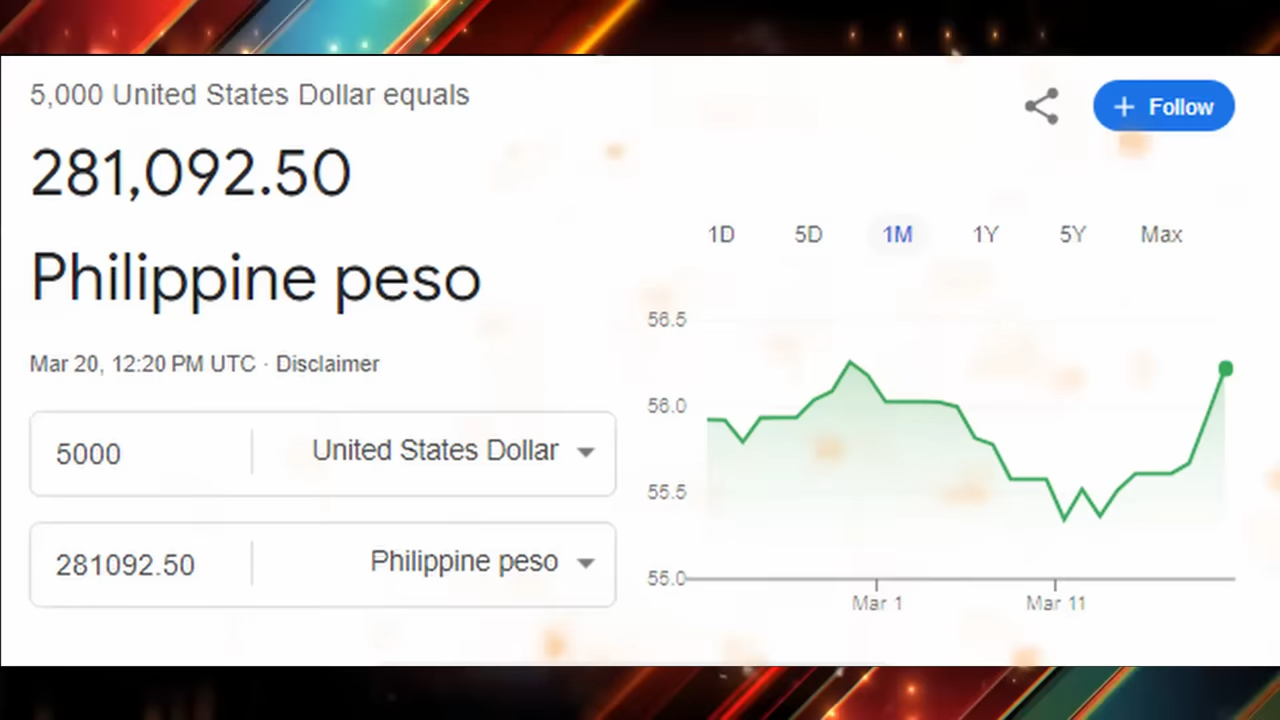 5,000 United States Dollar equals
281,092.50
Philippine peso
Mar 20, 12:20 PM UTC · Disclaimer
5000 United States Dollar
281092.50 Philippine peso
+ Follow
1D 5D 1M 1Y 5Y Max
56.5
56.0
55.5
55.0
Mar 1 Mar 11